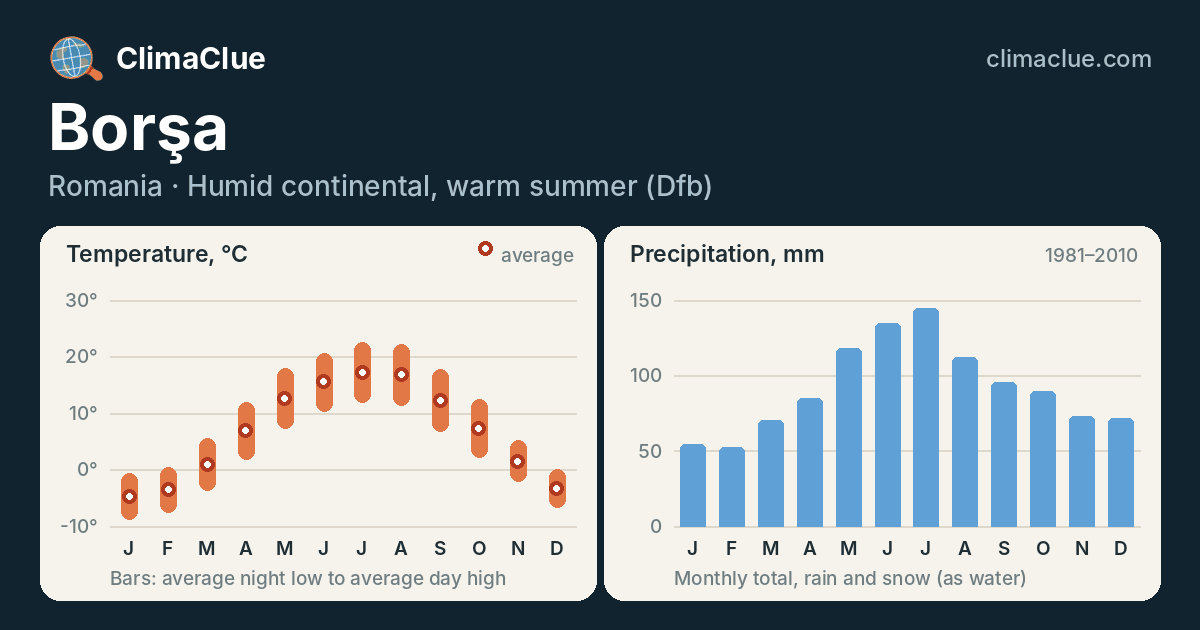 ClimaClue
climaclue.com
Borşa
Romania · Humid continental, warm summer (Dfb)
Temperature, °C
average
30°
20°
10°
0°
-10°
J F M A M J J A S O N D
Bars: average night low to average day high
Precipitation, mm
1981–2010
150
100
50
0
J F M A M J J A S O N D
Monthly total, rain and snow (as water)